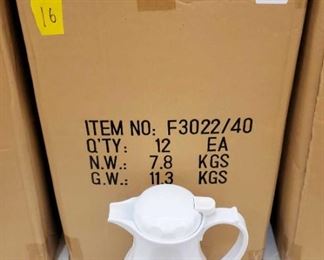 16
ITEM NO: F3022/40
Q'TY: 12 EA
N.W.: 7.8 KGS
G.W.: 11.3 KGS